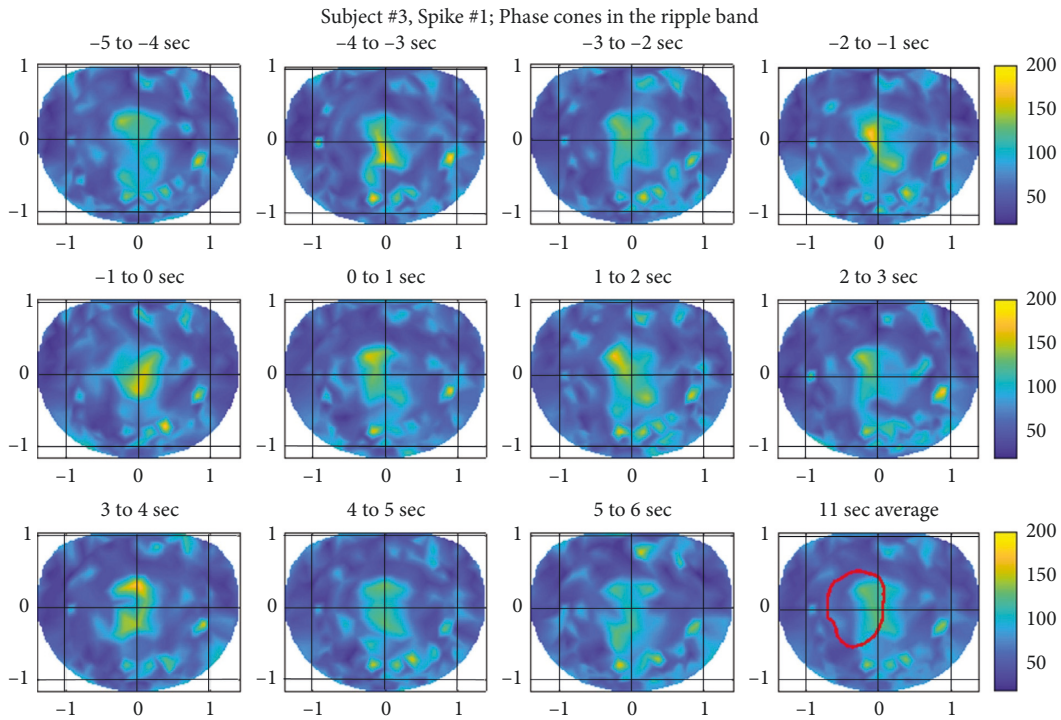 Subject #3, Spike #1; Phase cones in the ripple band
–5 to –4 sec –4 to –3 sec –3 to –2 sec –2 to –1 sec
1 1 1 1 200
150
0 0 0 0
100
50
–1 –1 –1 –1
–1 0 1 –1 0 1 –1 0 1 –1 0 1
–1 to 0 sec 0 to 1 sec 1 to 2 sec 2 to 3 sec
1 1 1 1 200
150
0 0 0 0
100
50
–1 –1 –1 –1
–1 0 1 –1 0 1 –1 0 1 –1 0 1
3 to 4 sec 4 to 5 sec 5 to 6 sec 11 sec average
1 1 1 1 200
150
0 0 0 0
100
50
–1 –1 –1 –1
–1 0 1 –1 0 1 –1 0 1 –1 0 1